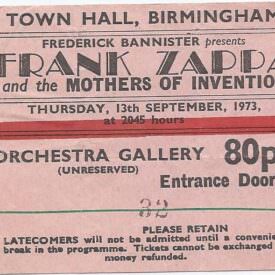 TOWN HALL, BIRMINGHAM
FREDERICK BANNISTER presents
FRANK ZAPPA
and the MOTHERS OF INVENTIO
THURSDAY, 13th SEPTEMBER, 1973,
at 2045 hours
ORCHESTRA GALLERY 80p
(UNRESERVED) Entrance Door
32
PLEASE RETAIN
LATECOMERS will not be admitted until a convenie
break in the programme. Tickets cannot be exchanged
money refunded.